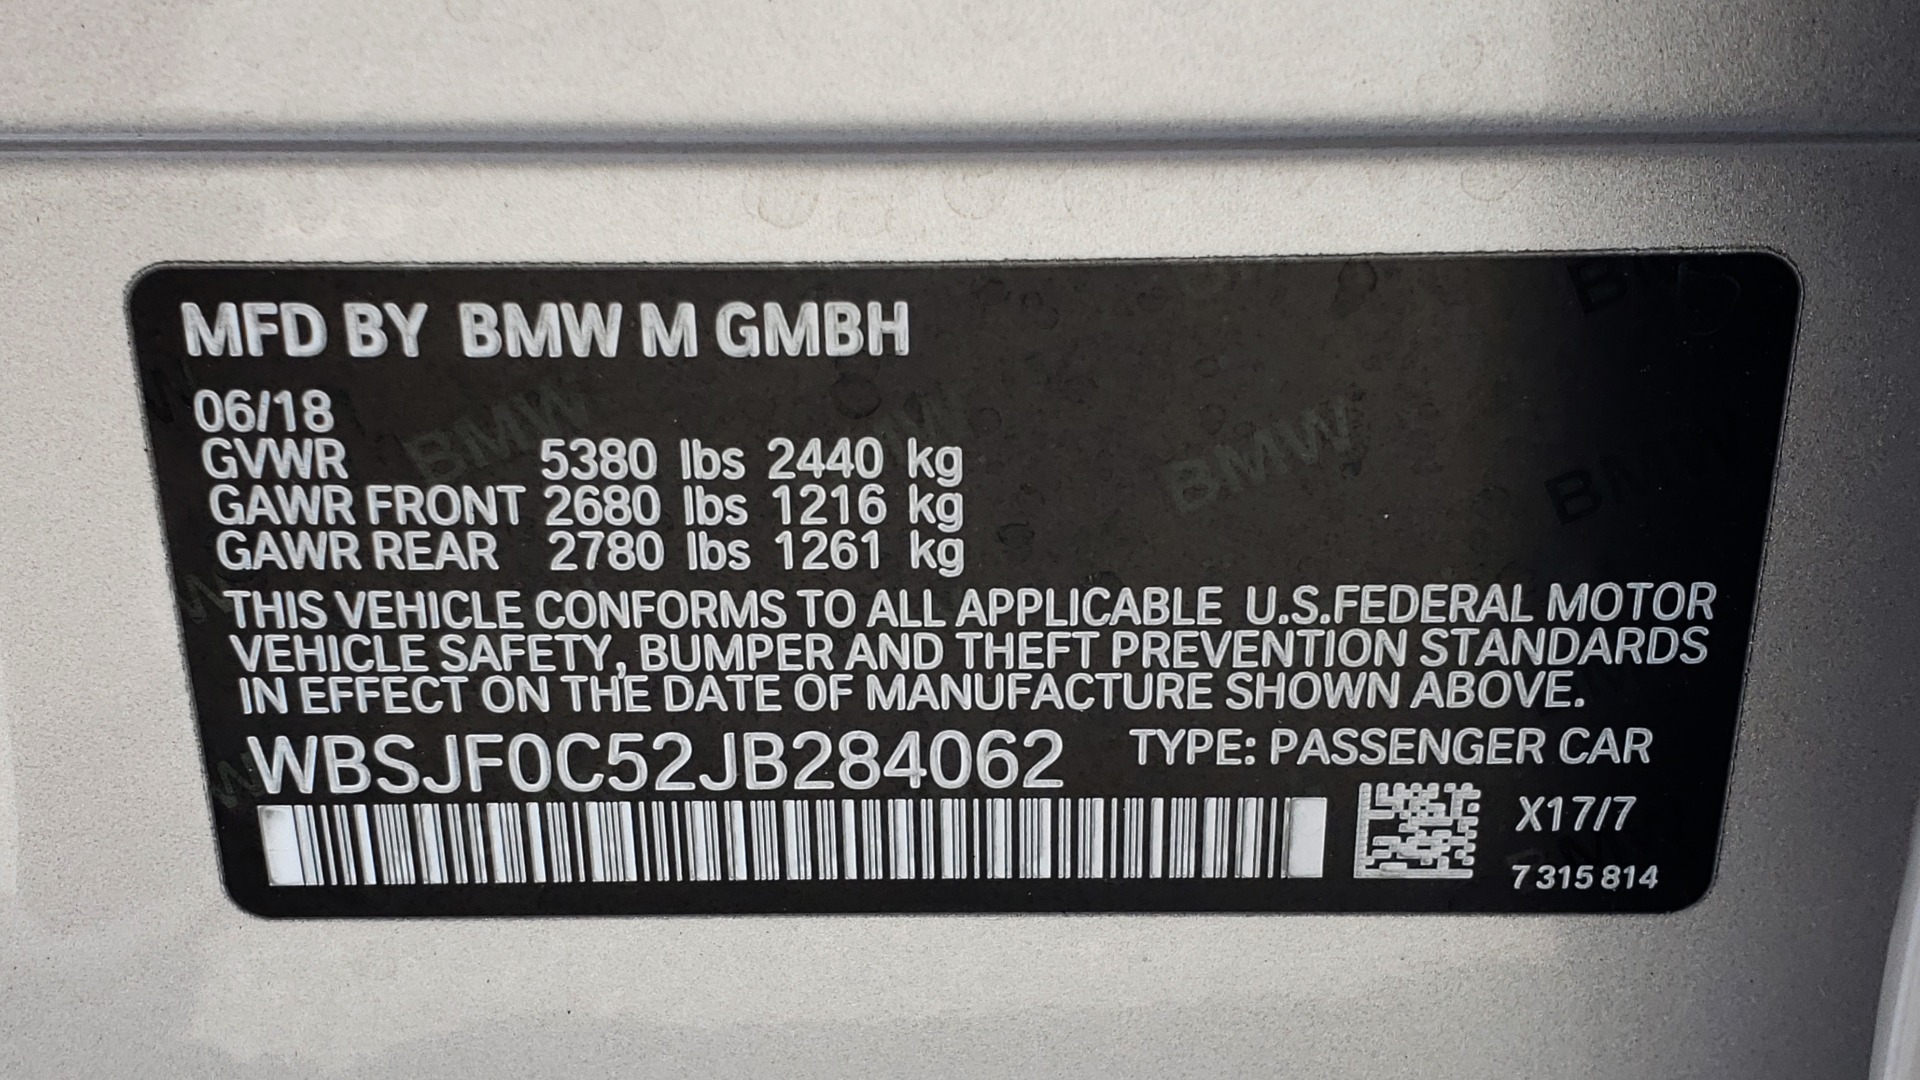 MFD BY BMW M GMBH
06/18
GVWR 5380 lbs 2440 kg
GAWR FRONT 2680 lbs 1216 kg
GAWR REAR 2780 lbs 1261 kg
THIS VEHICLE CONFORMS TO ALL APPLICABLE U.S.FEDERAL MOTOR
VEHICLE SAFETY, BUMPER AND THEFT PREVENTION STANDARDS
IN EFFECT ON THE DATE OF MANUFACTURE SHOWN ABOVE.
WBSJF0C52JB284062 TYPE: PASSENGER CAR
X17/7
7 315 814